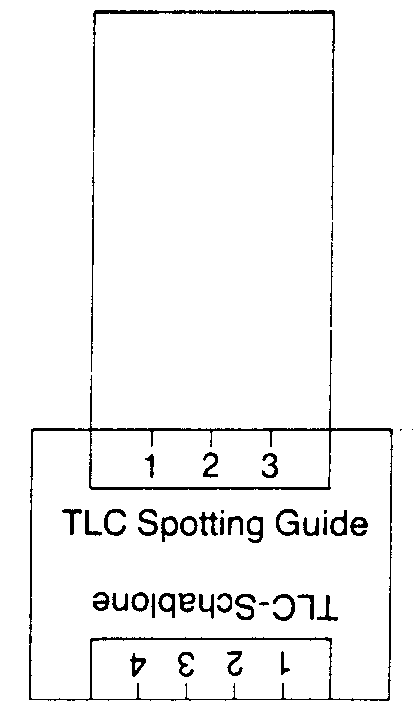 1 2 3
TLC Spotting Guide
TLC-Schablone
1 2 3 4